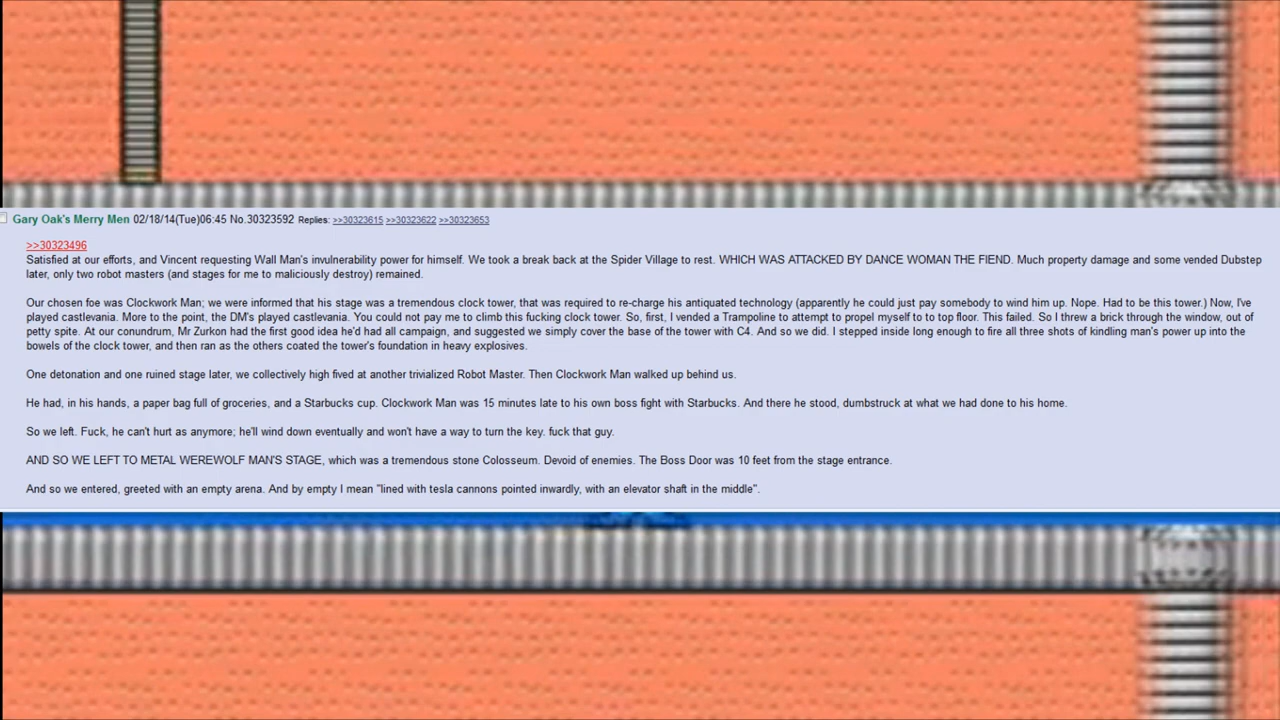 Gary Oak's Merry Men 02/18/14(Tue)06:45 No.30323592 Replies: >>30323615 >>30323622 >>30323653
>>30323496
Satisfied at our efforts, and Vincent requesting Wall Man's invulnerability power for himself. We took a break back at the Spider Village to rest. WHICH WAS ATTACKED BY DANCE WOMAN THE FIEND. Much property damage and some vended Dubstep
later, only two robot masters (and stages for me to maliciously destroy) remained.
Our chosen foe was Clockwork Man; we were informed that his stage was a tremendous clock tower, that was required to re-charge his antiquated technology (apparently he could just pay somebody to wind him up. Nope. Had to be this tower.) Now, I've
played castlevania. More to the point, the DM's played castlevania. You could not pay me to climb this fucking clock tower. So, first, I vended a Trampoline to attempt to propel myself to to top floor. This failed. So I threw a brick through the window, out of
petty spite. At our conundrum, Mr Zurkon had the first good idea he'd had all campaign, and suggested we simply cover the base of the tower with C4. And so we did. I stepped inside long enough to fire all three shots of kindling man's power up into the
bowels of the clock tower, and then ran as the others coated the tower's foundation in heavy explosives.
One detonation and one ruined stage later, we collectively high fived at another trivialized Robot Master. Then Clockwork Man walked up behind us.
He had, in his hands, a paper bag full of groceries, and a Starbucks cup. Clockwork Man was 15 minutes late to his own boss fight with Starbucks. And there he stood, dumbstruck at what we had done to his home.
So we left. Fuck, he can't hurt as anymore; he'll wind down eventually and won't have a way to turn the key. fuck that guy.
AND SO WE LEFT TO METAL WEREWOLF MAN'S STAGE, which was a tremendous stone Colosseum. Devoid of enemies. The Boss Door was 10 feet from the stage entrance.
And so we entered, greeted with an empty arena. And by empty I mean "lined with tesla cannons pointed inwardly, with an elevator shaft in the middle".